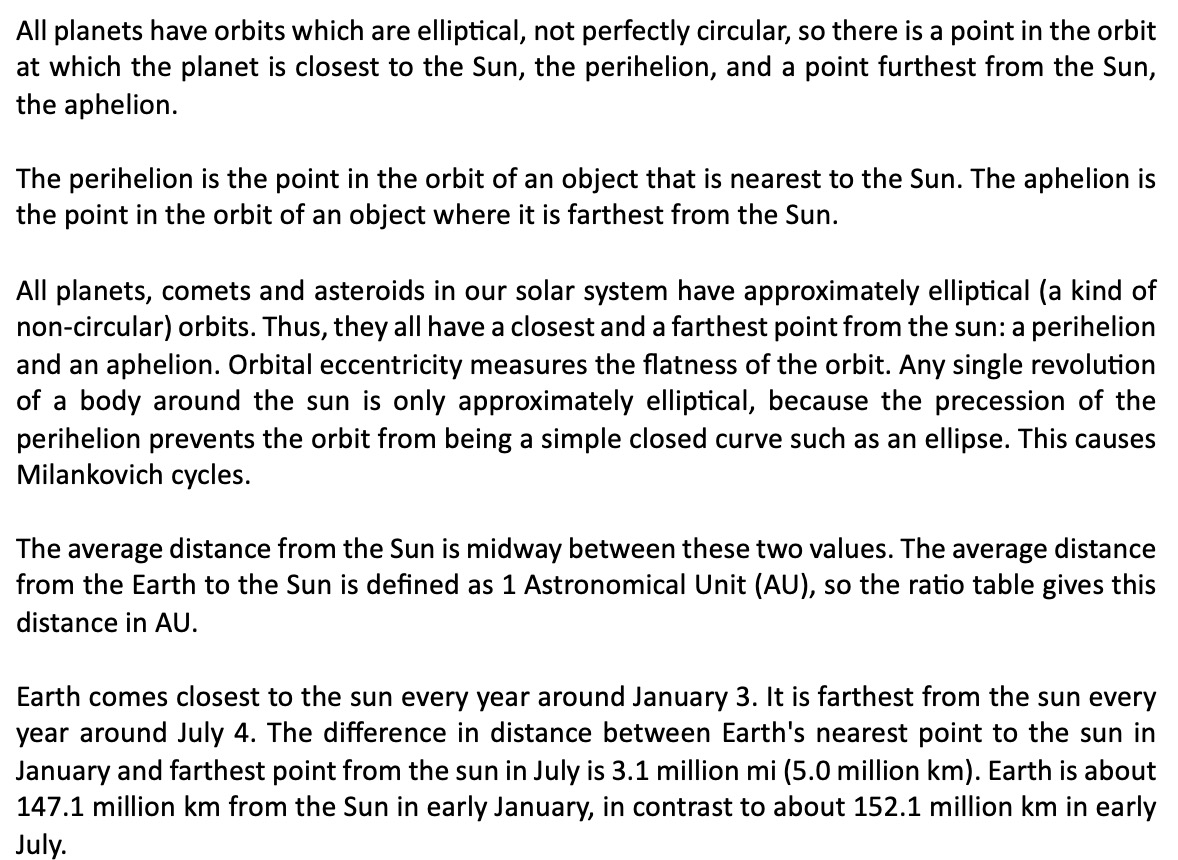 All planets have orbits which are elliptical, not perfectly circular, so there is a point in the orbit
at which the planet is closest to the Sun, the perihelion, and a point furthest from the Sun,
the aphelion.
The perihelion is the point in the orbit of an object that is nearest to the Sun. The aphelion is
the point in the orbit of an object where it is farthest from the Sun.
All planets, comets and asteroids in our solar system have approximately elliptical (a kind of
non-circular) orbits. Thus, they all have a closest and a farthest point from the sun: a perihelion
and an aphelion. Orbital eccentricity measures the flatness of the orbit. Any single revolution
of a body around the sun is only approximately elliptical, because the precession of the
perihelion prevents the orbit from being a simple closed curve such as an ellipse. This causes
Milankovich cycles.
The average distance from the Sun is midway between these two values. The average distance
from the Earth to the Sun is defined as 1 Astronomical Unit (AU), so the ratio table gives this
distance in AU.
Earth comes closest to the sun every year around January 3. It is farthest from the sun every
year around July 4. The difference in distance between Earth's nearest point to the sun in
January and farthest point from the sun in July is 3.1 million mi (5.0 million km). Earth is about
147.1 million km from the Sun in early January, in contrast to about 152.1 million km in early
July.